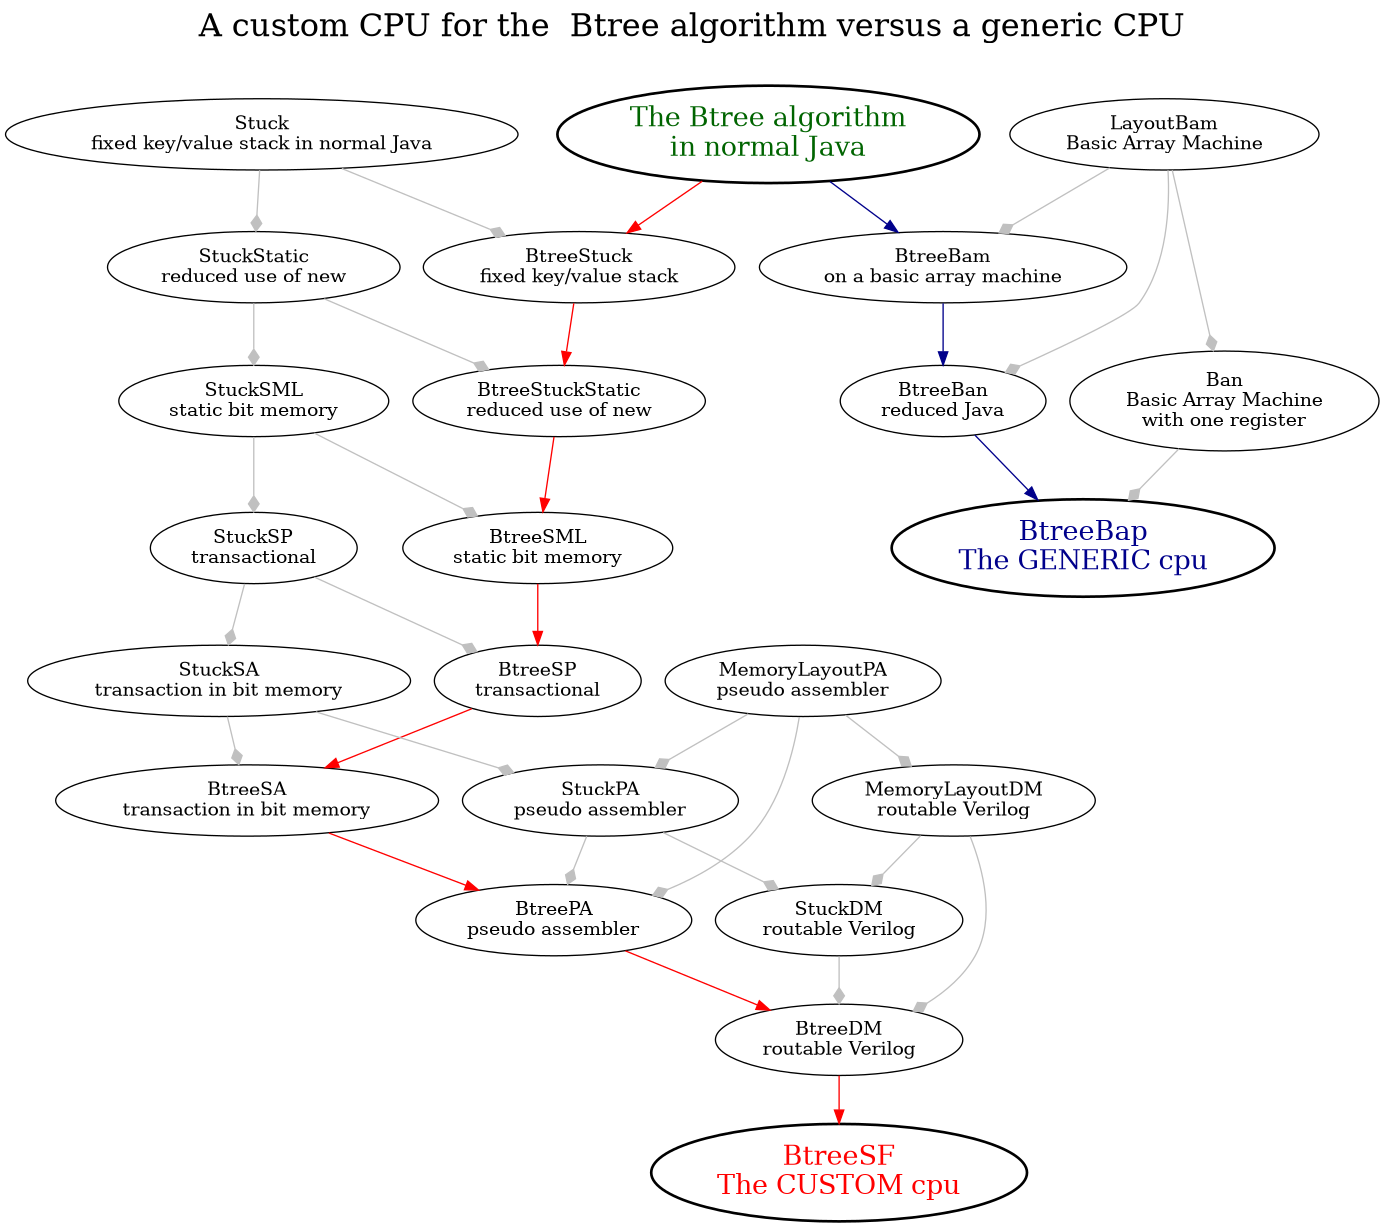 A custom CPU for the  Btree algorithm versus a generic CPU
Stuck
fixed key/value stack in normal Java
The Btree algorithm
in normal Java
LayoutBam
Basic Array Machine
StuckStatic
reduced use of new
BtreeStuck
fixed key/value stack
BtreeBam
on a basic array machine
StuckSML
static bit memory
BtreeStuckStatic
reduced use of new
BtreeBan
reduced Java
Ban
Basic Array Machine
with one register
StuckSP
transactional
BtreeSML
static bit memory
BtreeBap
The GENERIC cpu
StuckSA
transaction in bit memory
BtreeSP
transactional
MemoryLayoutPA
pseudo assembler
BtreeSA
transaction in bit memory
StuckPA
pseudo assembler
MemoryLayoutDM
routable Verilog
BtreePA
pseudo assembler
StuckDM
routable Verilog
BtreeDM
routable Verilog
BtreeSF
The CUSTOM cpu